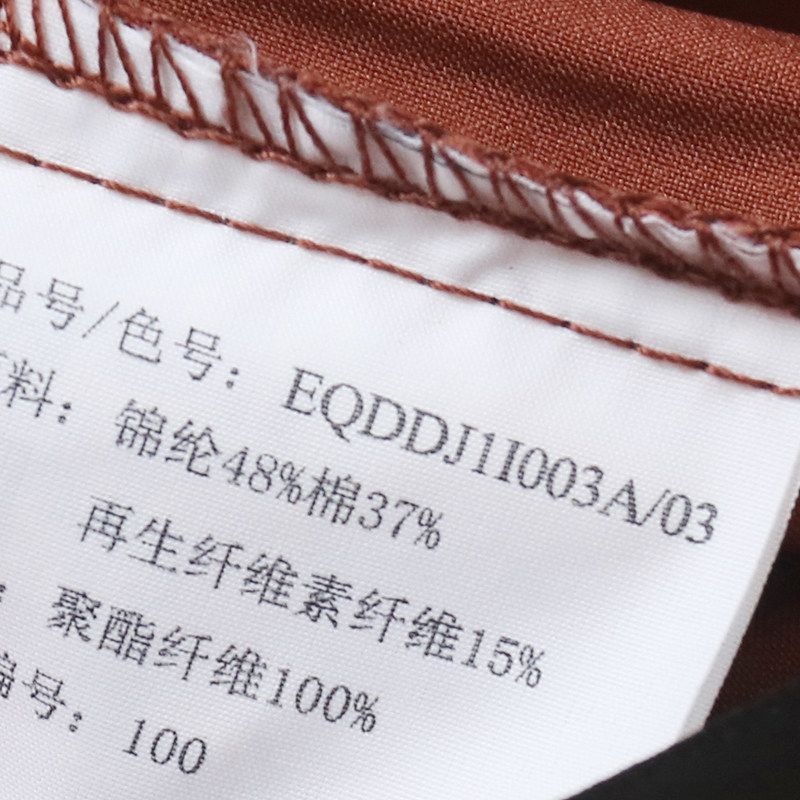 品号/色号：EQDDJ1I003A/03
料：锦纶48%棉37%
再生纤维素纤维15%
：聚酯纤维100%
编号：100